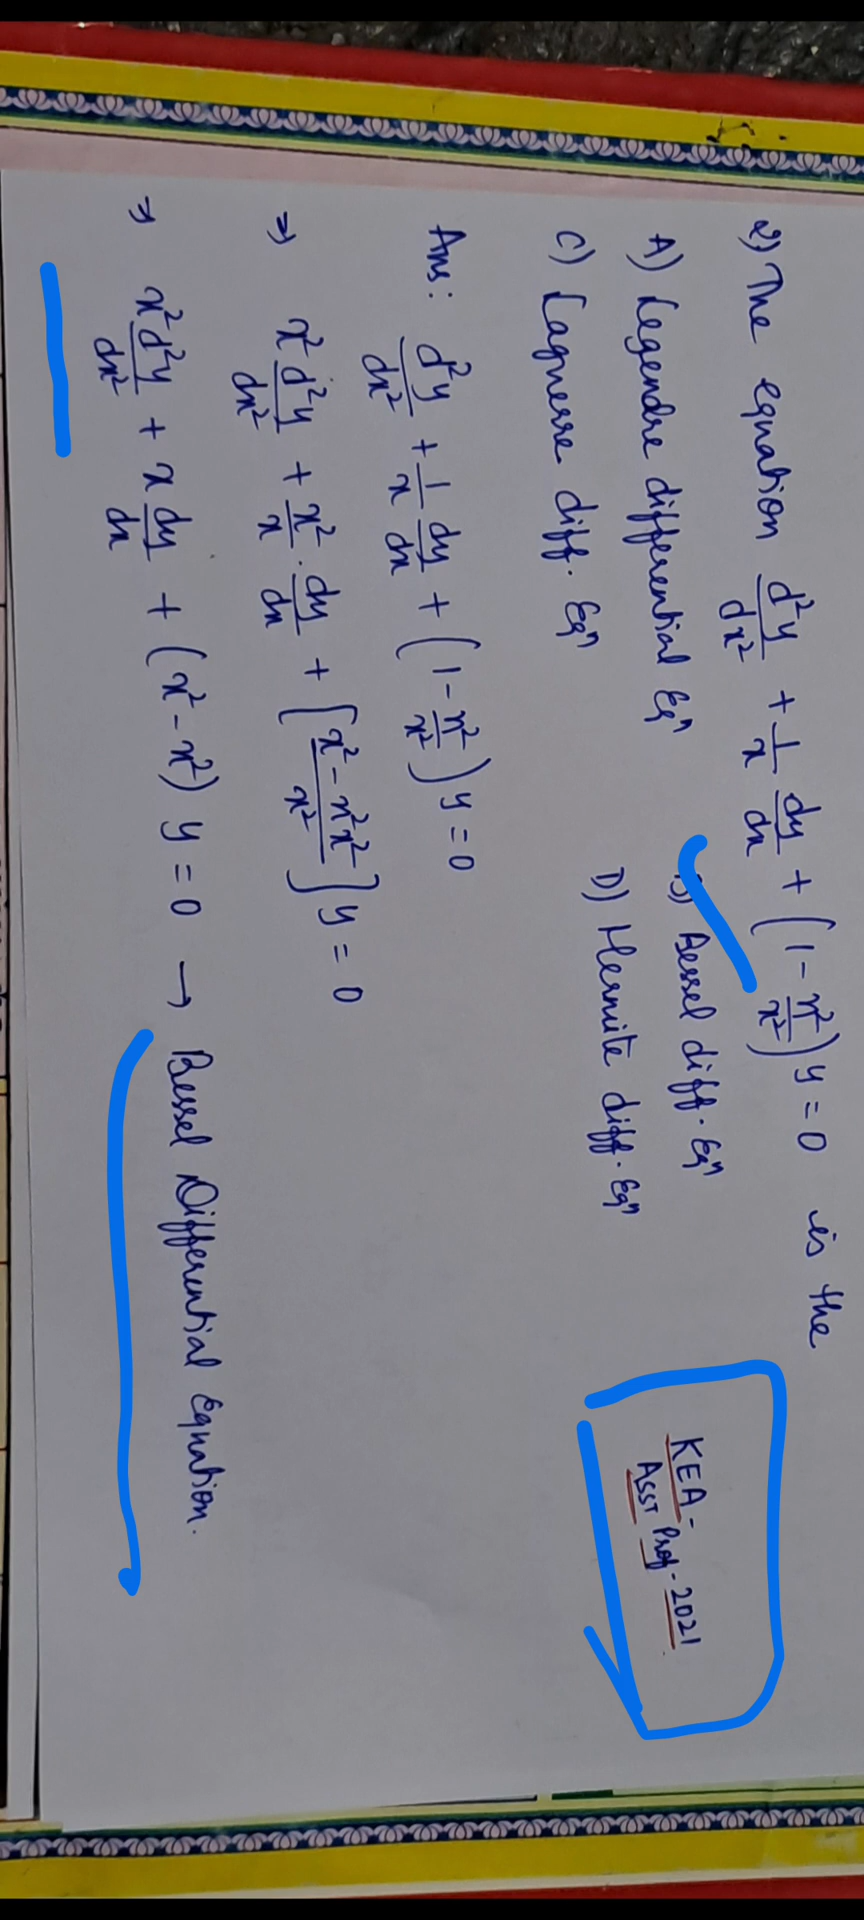 2) The equation d²y/dx² + 1/x dy/dx + (1 - n²/x²) y = 0 is the
A) Legendre differential Eqⁿ B) Bessel diff. Eqⁿ
C) Laguerre diff. Eqⁿ D) Hermite diff. Eqⁿ
KEA -
Asst Prof - 2021
Ans: d²y/dx² + 1/x dy/dx + (1 - n²/x²) y = 0
⇒ x² d²y/dx² + x²/x . dy/dx + [x² - n²x²/x²] y = 0
⇒ x² d²y/dx² + x dy/dx + (x² - n²) y = 0 → Bessel Differential Equation.